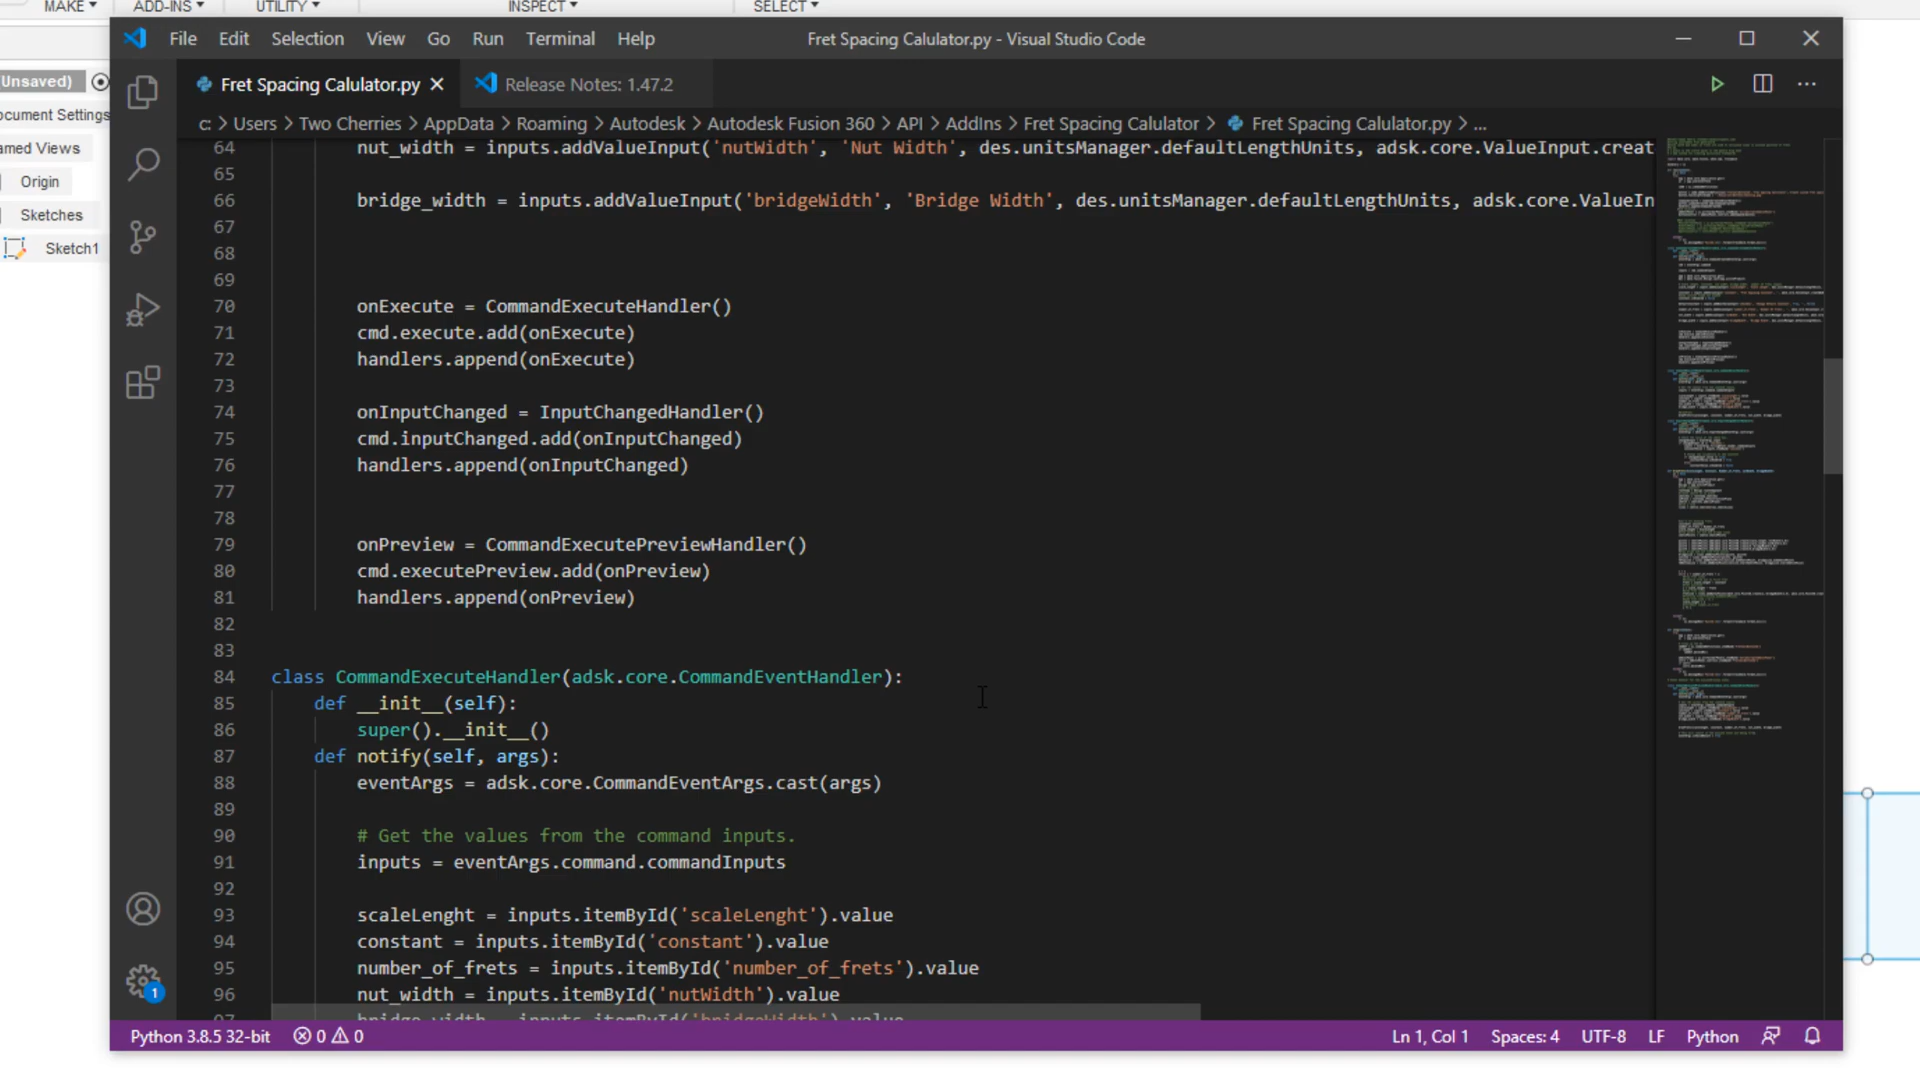 MAKE ▾ ADD-INS ▾ UTILITY ▾ INSPECT ▾ SELECT ▾
File Edit Selection View Go Run Terminal Help Fret Spacing Calulator.py - Visual Studio Code
Unsaved)
Fret Spacing Calulator.py Release Notes: 1.47.2
ocument Settings
c: > Users > Two Cherries > AppData > Roaming > Autodesk > Autodesk Fusion 360 > API > AddIns > Fret Spacing Calulator > Fret Spacing Calulator.py > ...
amed Views
Origin
Sketches
Sketch1
64 nut_width = inputs.addValueInput('nutWidth', 'Nut Width', des.unitsManager.defaultLengthUnits, adsk.core.ValueInput.creat
65
66 bridge_width = inputs.addValueInput('bridgeWidth', 'Bridge Width', des.unitsManager.defaultLengthUnits, adsk.core.ValueIn
67
68
69
70 onExecute = CommandExecuteHandler()
71 cmd.execute.add(onExecute)
72 handlers.append(onExecute)
73
74 onInputChanged = InputChangedHandler()
75 cmd.inputChanged.add(onInputChanged)
76 handlers.append(onInputChanged)
77
78
79 onPreview = CommandExecutePreviewHandler()
80 cmd.executePreview.add(onPreview)
81 handlers.append(onPreview)
82
83
84 class CommandExecuteHandler(adsk.core.CommandEventHandler):
85 def __init__(self):
86 super().__init__()
87 def notify(self, args):
88 eventArgs = adsk.core.CommandEventArgs.cast(args)
89
90 # Get the values from the command inputs.
91 inputs = eventArgs.command.commandInputs
92
93 scaleLenght = inputs.itemById('scaleLenght').value
94 constant = inputs.itemById('constant').value
95 number_of_frets = inputs.itemById('number_of_frets').value
96 nut_width = inputs.itemById('nutWidth').value
97 bridge_width = inputs.itemById('bridgeWidth').value
1
Python 3.8.5 32-bit 0 0 Ln 1, Col 1 Spaces: 4 UTF-8 LF Python